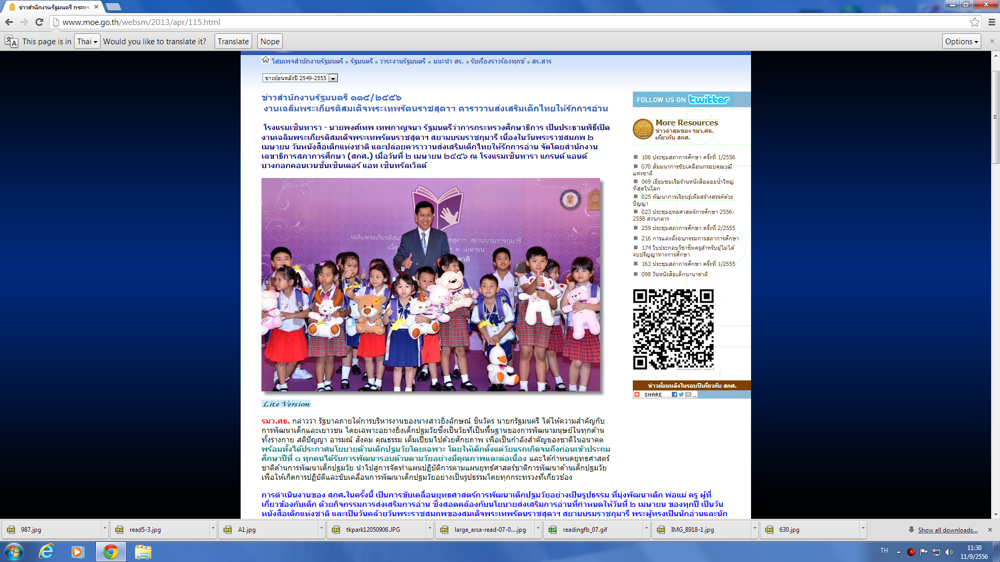 ข่าวสำนักงานรัฐมนตรี กระทร
www.moe.go.th/websm/2013/apr/115.html
This page is in Thai Would you like to translate it? Translate Nope Options
โฮมเพจสำนักงานรัฐมนตรี รัฐมนตรี วาระงานรัฐมนตรี แนะนำ สร. รับเรื่องราวร้องทุกข์ สร.สาร
ข่าวย้อนหลังปี 2549-2555
ข่าวสำนักงานรัฐมนตรี ๑๑๕/๒๕๕๖
งานเฉลิมพระเกียรติสมเด็จพระเทพรัตนราชสุดาฯ คาราวานส่งเสริมเด็กไทยให้รักการอ่าน
โรงแรมเซ็นทารา - นายพงศ์เทพ เทพกาญจนา รัฐมนตรีว่าการกระทรวงศึกษาธิการ เป็นประธานพิธีเปิด
งานเฉลิมพระเกียรติสมเด็จพระเทพรัตนราชสุดาฯ สยามบรมราชกุมารี เนื่องในวันพระราชสมภพ ๒
เมษายน วันหนังสือเด็กแห่งชาติ และปล่อยคาราวานส่งเสริมเด็กไทยให้รักการอ่าน จัดโดยสำนักงาน
เลขาธิการสภาการศึกษา (สกศ.) เมื่อวันที่ ๒ เมษายน ๒๕๕๖ ณ โรงแรมเซ็นทารา แกรนด์ แอนด์
บางกอกคอนเวนชั่นเซ็นเตอร์ แอท เซ็นทรัลเวิลด์
เฉลิมพระเกียรติสม ชสุดาฯ สยามบรมราชกุมารี
เนื่อ พ ๒ เมษายน
ชาติ
Lite Version
รมว.ศธ. กล่าวว่า รัฐบาลภายใต้การบริหารงานของนางสาวยิ่งลักษณ์ ชินวัตร นายกรัฐมนตรี ได้ให้ความสำคัญกับ
การพัฒนาเด็กและเยาวชน โดยเฉพาะอย่างยิ่งเด็กปฐมวัยซึ่งเป็นวัยที่เป็นพื้นฐานของการพัฒนามนุษย์ในทุกด้าน
ทั้งร่างกาย สติปัญญา อารมณ์ สังคม คุณธรรม เต็มเปี่ยมไปด้วยศักยภาพ เพื่อเป็นกำลังสำคัญของชาติในอนาคต
พร้อมทั้งได้ประกาศนโยบายด้านเด็กปฐมวัยโดยเฉพาะ โดยให้เด็กตั้งแต่วัยแรกเกิดจนถึงก่อนเข้าประถม
ศึกษาปีที่ ๑ ทุกคนได้รับการพัฒนารอบด้านตามวัยอย่างมีคุณภาพและต่อเนื่อง และได้กำหนดยุทธศาสตร์
ชาติด้านการพัฒนาเด็กปฐมวัย นำไปสู่การจัดทำแผนปฏิบัติการตามแผนยุทธ์ศาสตร์ชาติการพัฒนาด้านเด็กปฐมวัย
เพื่อให้เกิดการปฏิบัติและขับเคลื่อนการพัฒนาเด็กปฐมวัยอย่างเป็นรูปธรรมโดยทุกกระทรวงที่เกี่ยวข้อง
การดำเนินงานของ สกศ.ในครั้งนี้ เป็นการขับเคลื่อนยุทธศาสตร์การพัฒนาเด็กปฐมวัยอย่างเป็นรูปธรรม ที่มุ่งพัฒนาเด็ก พ่อแม่ ครู ผู้ที่
เกี่ยวข้องกับเด็ก ด้วยกิจกรรมการส่งเสริมการอ่าน ซึ่งสอดคล้องกับนโยบายส่งเสริมการอ่านที่กำหนดให้วันที่ ๒ เมษายน ของทุกปี เป็นวัน
หนังสือเด็กแห่งชาติ และเป็นวันคล้ายวันพระราชสมภพของสมเด็จพระเทพรัตนราชสุดาฯ สยามบรมราชกุมารี พระผู้ทรงเป็นนักอ่านและนัก
FOLLOW US ON twitter
More Resources
ข่าวล่าสุดของ รมว.ศธ.
เกี่ยวกับ สกศ.
106 ประชุมสภาการศึกษา ครั้งที่ 1/2556
070 สัมมนาการขับเคลื่อนกรอบคุณวุฒิ
แห่งชาติ
069 เยี่ยมชมเรือร้านหนังสือลอยน้ำใหญ่
ที่สุดในโลก
025 พัฒนาการเรียนรู้เพื่อสร้างสรรค์ด้วย
ปัญญา
023 ประชุมยุทธศาสตร์การศึกษา 2556-
2558 ส่วนกลาง
259 ประชุมสภาการศึกษา ครั้งที่ 2/2555
216 การแต่งตั้งอนุกรรมการสภาการศึกษา
174 ใบประกอบวิชาชีพครูสำหรับผู้ไม่ได้
จบปริญญาทางการศึกษา
163 ประชุมสภาการศึกษา ครั้งที่ 1/2555
098 วันหนังสือเด็กนานาชาติ
ข่าวย้อนหลังในรอบปีเกี่ยวกับ สกศ.
SHARE ...
987.jpg read5-3.jpg A1.jpg tkpark12050906.JPG large_arsa-read-07-0....jpg readingfb_07.gif IMG_8918-1.jpg 630.jpg Show all downloads...
TH 11:30
11/9/2556